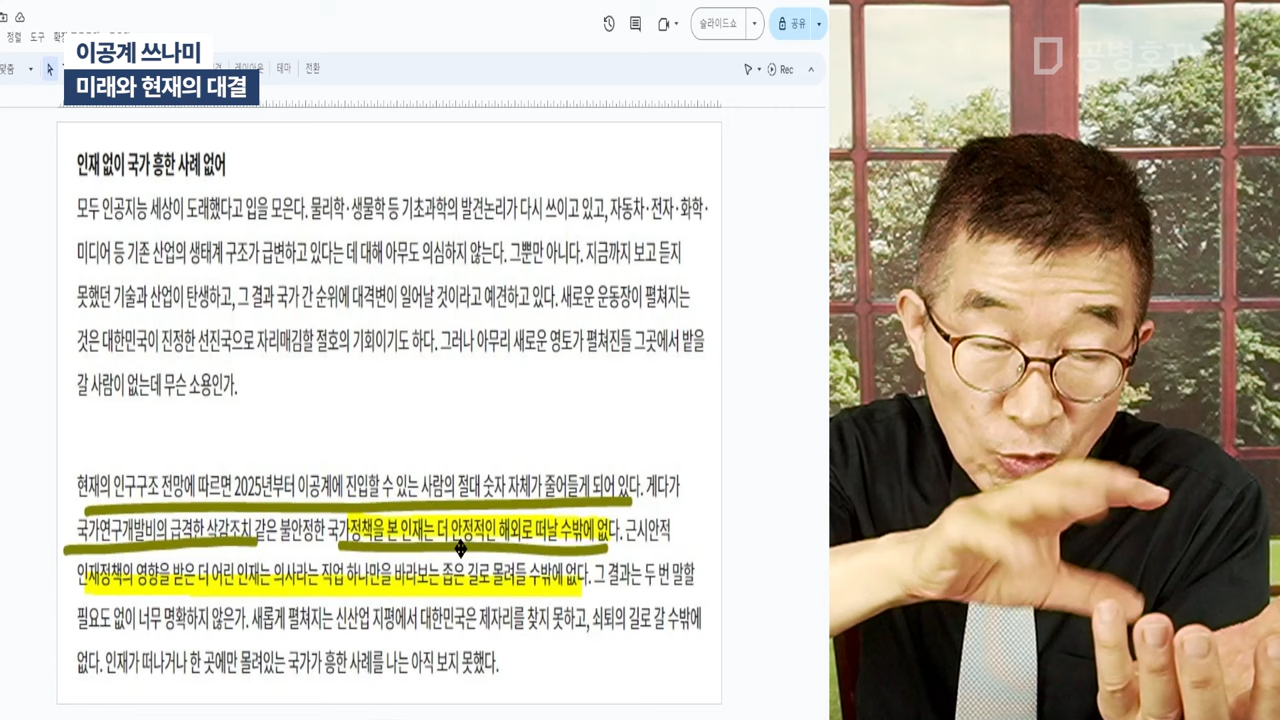 정렬 도구
슬라이드쇼
공유
이공계 쓰나미
미래와 현재의 대결
맞춤
테마
전환
Rec
공병호TV
인재 없이 국가 흥한 사례 없어
모두 인공지능 세상이 도래했다고 입을 모은다. 물리학·생물학 등 기초과학의 발견논리가 다시 쓰이고 있고, 자동차·전자·화학·
미디어 등 기존 산업의 생태계 구조가 급변하고 있다는 데 대해 아무도 의심하지 않는다. 그뿐만 아니다. 지금까지 보고 듣지
못했던 기술과 산업이 탄생하고, 그 결과 국가 간 순위에 대격변이 일어날 것이라고 예견하고 있다. 새로운 운동장이 펼쳐지는
것은 대한민국이 진정한 선진국으로 자리매김할 절호의 기회이기도 하다. 그러나 아무리 새로운 영토가 펼쳐진들 그곳에서 밭을
갈 사람이 없는데 무슨 소용인가.
현재의 인구구조 전망에 따르면 2025년부터 이공계에 진입할 수 있는 사람의 절대 숫자 자체가 줄어들게 되어 있다. 게다가
국가연구개발비의 급격한 삭감조치 같은 불안정한 국가정책을 본 인재는 더 안정적인 해외로 떠날 수밖에 없다. 근시안적
인재정책의 영향을 받은 더 어린 인재는 의사라는 직업 하나만을 바라보는 좁은 길로 몰려들 수밖에 없다. 그 결과는 두 번 말할
필요도 없이 너무 명확하지 않은가. 새롭게 펼쳐지는 신산업 지평에서 대한민국은 제자리를 찾지 못하고, 쇠퇴의 길로 갈 수밖에
없다. 인재가 떠나거나 한 곳에만 몰려있는 국가가 흥한 사례를 나는 아직 보지 못했다.